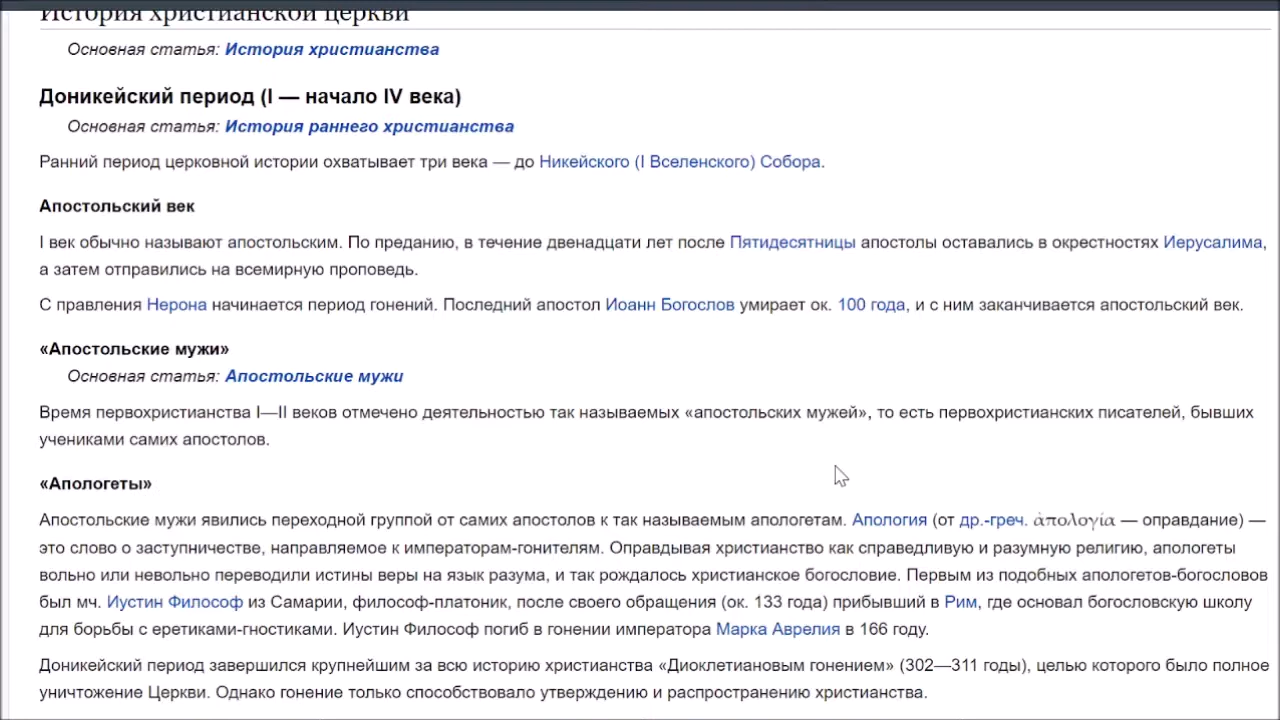 История христианской церкви
Основная статья: История христианства
Доникейский период (I — начало IV века)
Основная статья: История раннего христианства
Ранний период церковной истории охватывает три века — до Никейского (I Вселенского) Собора.
Апостольский век
I век обычно называют апостольским. По преданию, в течение двенадцати лет после Пятидесятницы апостолы оставались в окрестностях Иерусалима,
а затем отправились на всемирную проповедь.
С правления Нерона начинается период гонений. Последний апостол Иоанн Богослов умирает ок. 100 года, и с ним заканчивается апостольский век.
«Апостольские мужи»
Основная статья: Апостольские мужи
Время первохристианства I—II веков отмечено деятельностью так называемых «апостольских мужей», то есть первохристианских писателей, бывших
учениками самих апостолов.
«Апологеты»
Апостольские мужи явились переходной группой от самих апостолов к так называемым апологетам. Апология (от др.-греч. ἀπολογία — оправдание) —
это слово о заступничестве, направляемое к императорам-гонителям. Оправдывая христианство как справедливую и разумную религию, апологеты
вольно или невольно переводили истины веры на язык разума, и так рождалось христианское богословие. Первым из подобных апологетов-богословов
был мч. Иустин Философ из Самарии, философ-платоник, после своего обращения (ок. 133 года) прибывший в Рим, где основал богословскую школу
для борьбы с еретиками-гностиками. Иустин Философ погиб в гонении императора Марка Аврелия в 166 году.
Доникейский период завершился крупнейшим за всю историю христианства «Диоклетиановым гонением» (302—311 годы), целью которого было полное
уничтожение Церкви. Однако гонение только способствовало утверждению и распространению христианства.